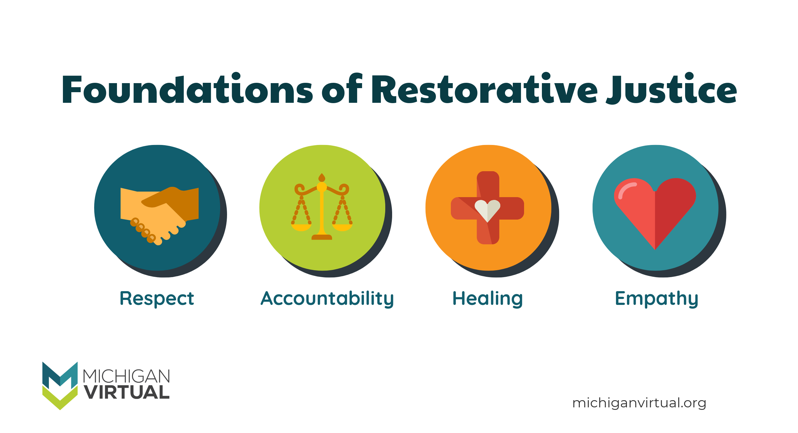 Foundations of Restorative Justice
Respect
Accountability
Healing
Empathy
MICHIGAN
VIRTUAL
michiganvirtual.org